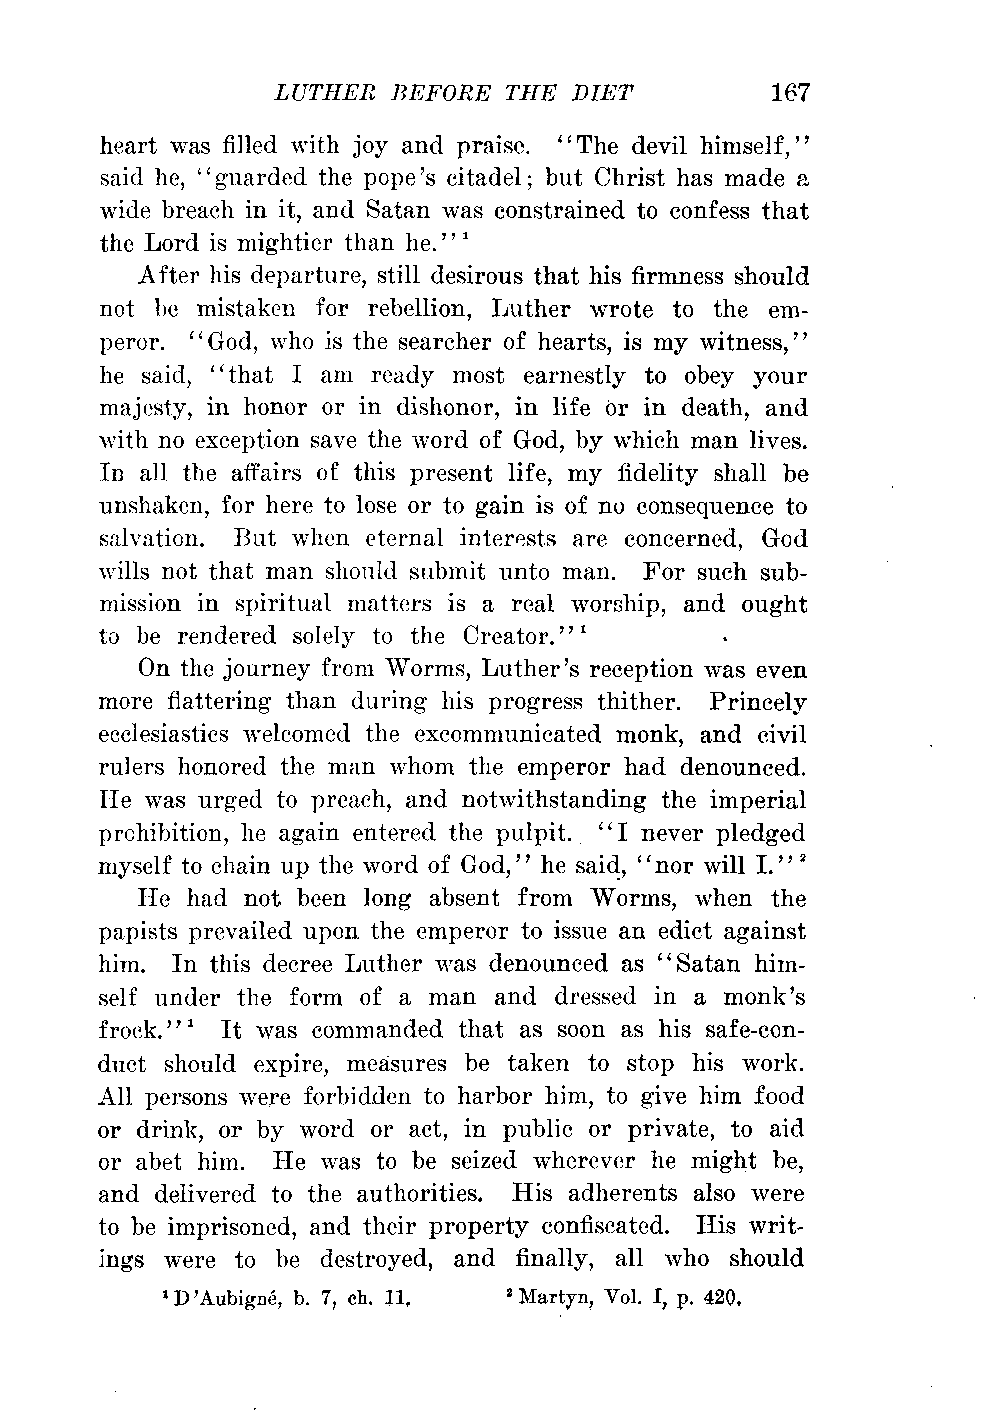 LUTHER BEFORE THE DIET 167
heart was filled with joy and praise. "The devil himself,"
said he, "guarded the pope's citadel; but Christ has made a
wide breach in it, and Satan was constrained to confess that
the Lord is mightier than he."¹
After his departure, still desirous that his firmness should
not be mistaken for rebellion, Luther wrote to the em-
peror. "God, who is the searcher of hearts, is my witness,"
he said, "that I am ready most earnestly to obey your
majesty, in honor or in dishonor, in life or in death, and
with no exception save the word of God, by which man lives.
In all the affairs of this present life, my fidelity shall be
unshaken, for here to lose or to gain is of no consequence to
salvation. But when eternal interests are concerned, God
wills not that man should submit unto man. For such sub-
mission in spiritual matters is a real worship, and ought
to be rendered solely to the Creator."¹
On the journey from Worms, Luther's reception was even
more flattering than during his progress thither. Princely
ecclesiastics welcomed the excommunicated monk, and civil
rulers honored the man whom the emperor had denounced.
He was urged to preach, and notwithstanding the imperial
prohibition, he again entered the pulpit. "I never pledged
myself to chain up the word of God," he said, "nor will I."²
He had not been long absent from Worms, when the
papists prevailed upon the emperor to issue an edict against
him. In this decree Luther was denounced as "Satan him-
self under the form of a man and dressed in a monk's
frock."¹ It was commanded that as soon as his safe-con-
duct should expire, measures be taken to stop his work.
All persons were forbidden to harbor him, to give him food
or drink, or by word or act, in public or private, to aid
or abet him. He was to be seized wherever he might be,
and delivered to the authorities. His adherents also were
to be imprisoned, and their property confiscated. His writ-
ings were to be destroyed, and finally, all who should
¹ D'Aubigné, b. 7, ch. 11. ² Martyn, Vol. I, p. 420.